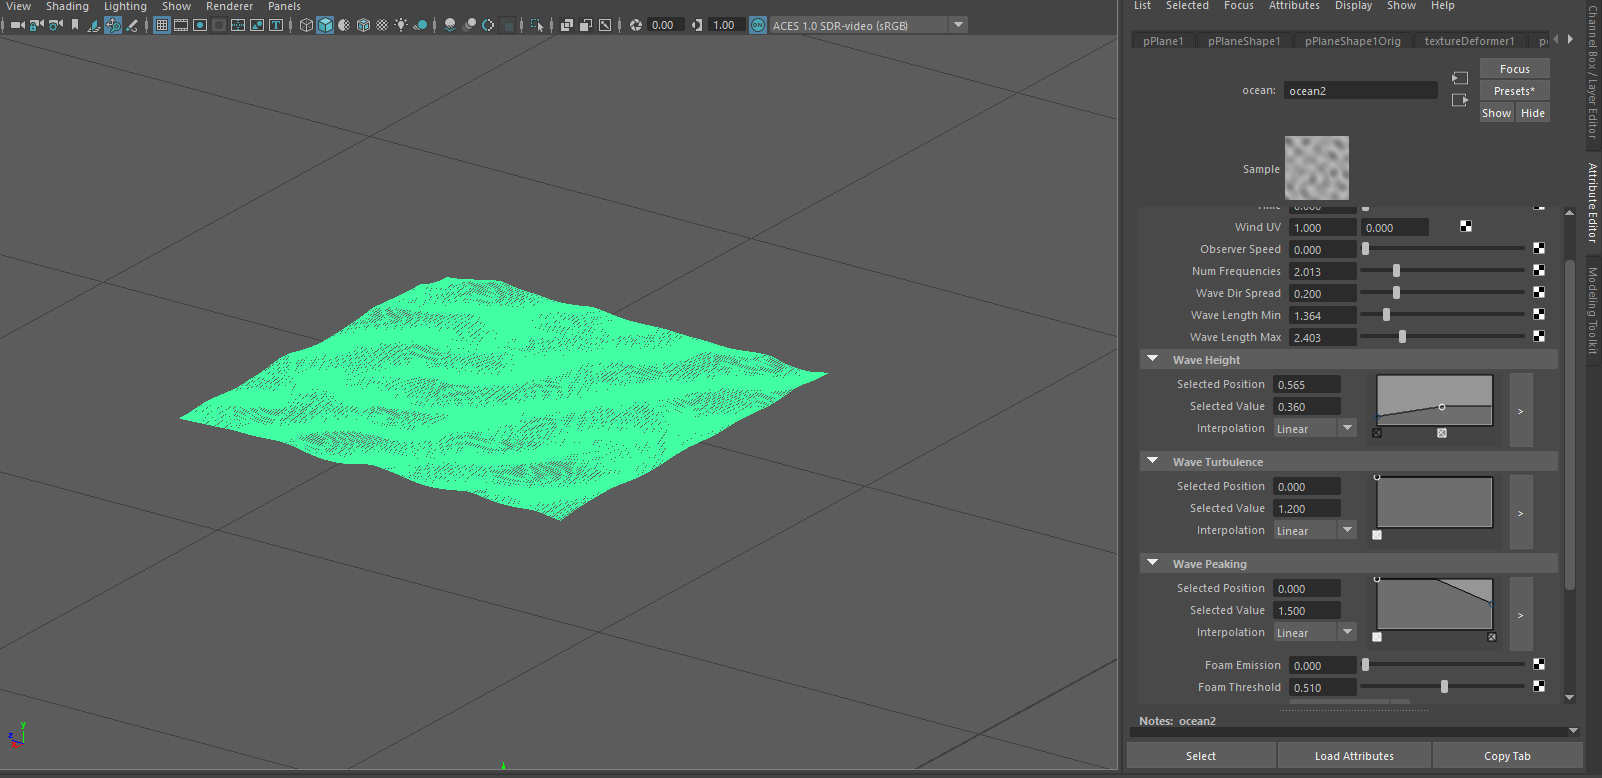 View Shading Lighting Show Renderer Panels
0.00 1.00 ON ACES 1.0 SDR-video (sRGB)
List Selected Focus Attributes Display Show Help
pPlane1 pPlaneShape1 pPlaneShape1Orig textureDeformer1
ocean: ocean2
Focus
Presets*
Show Hide
Sample
Wind UV 1.000 0.000
Observer Speed 0.000
Num Frequencies 2.013
Wave Dir Spread 0.200
Wave Length Min 1.364
Wave Length Max 2.403
Wave Height
Selected Position 0.565
Selected Value 0.360
Interpolation Linear
>
Wave Turbulence
Selected Position 0.000
Selected Value 1.200
Interpolation Linear
>
Wave Peaking
Selected Position 0.000
Selected Value 1.500
Interpolation Linear
>
Foam Emission 0.000
Foam Threshold 0.510
Notes: ocean2
Select Load Attributes Copy Tab
Channel Box / Layer Editor
Attribute Editor
Modeling Toolkit
y
z